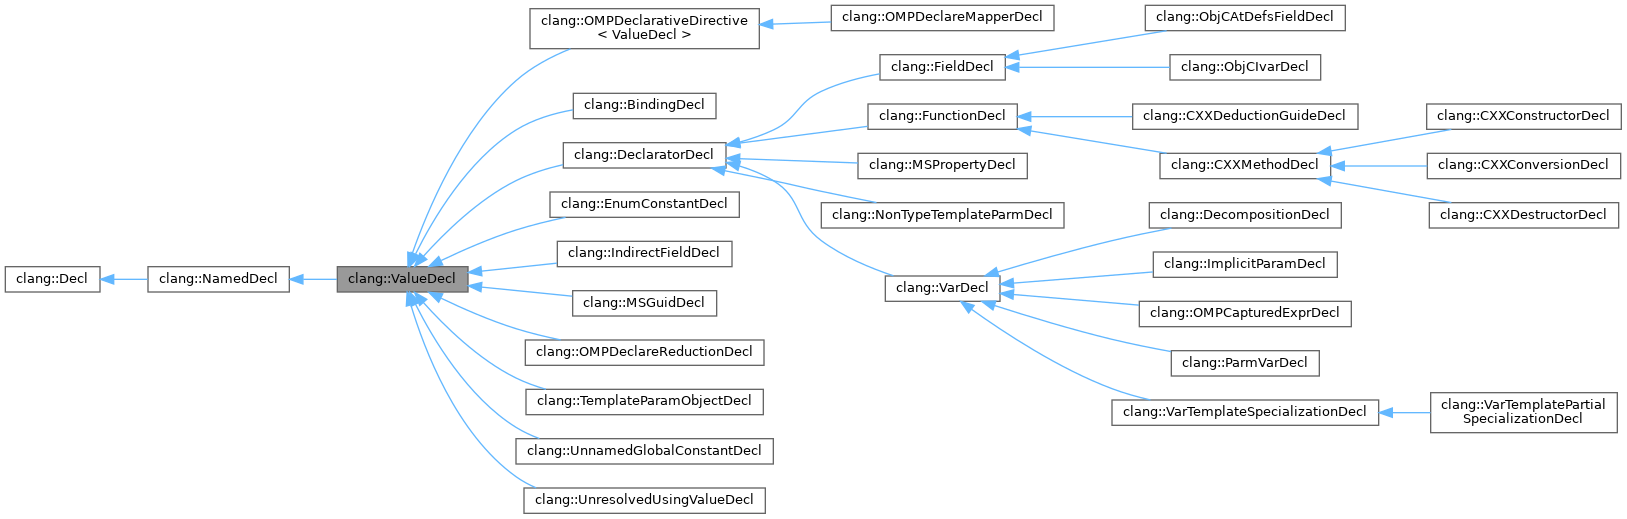 clang::OMPDeclarativeDirective
< ValueDecl >
clang::OMPDeclareMapperDecl
clang::ObjCAtDefsFieldDecl
clang::FieldDecl
clang::ObjCIvarDecl
clang::BindingDecl
clang::FunctionDecl
clang::CXXDeductionGuideDecl
clang::CXXConstructorDecl
clang::DeclaratorDecl
clang::MSPropertyDecl
clang::CXXMethodDecl
clang::CXXConversionDecl
clang::EnumConstantDecl
clang::NonTypeTemplateParmDecl
clang::DecompositionDecl
clang::CXXDestructorDecl
clang::IndirectFieldDecl
clang::ImplicitParamDecl
clang::Decl
clang::NamedDecl
clang::ValueDecl
clang::VarDecl
clang::MSGuidDecl
clang::OMPCapturedExprDecl
clang::OMPDeclareReductionDecl
clang::ParmVarDecl
clang::TemplateParamObjectDecl
clang::VarTemplateSpecializationDecl
clang::VarTemplatePartial
SpecializationDecl
clang::UnnamedGlobalConstantDecl
clang::UnresolvedUsingValueDecl